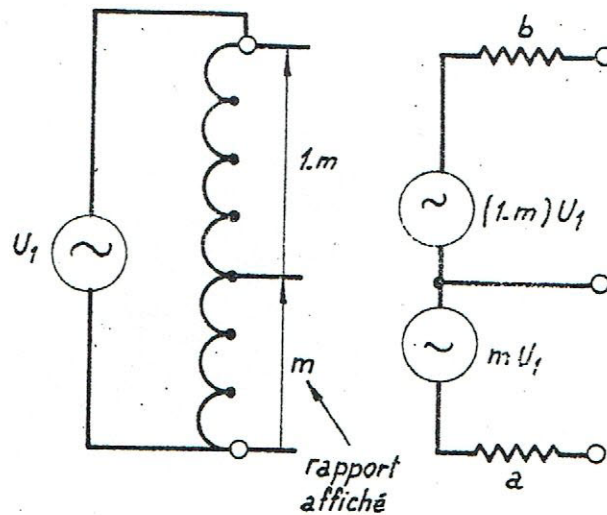 b
1-m
U₁
(1-m) U₁
m
m U₁
rapport
affiché
a